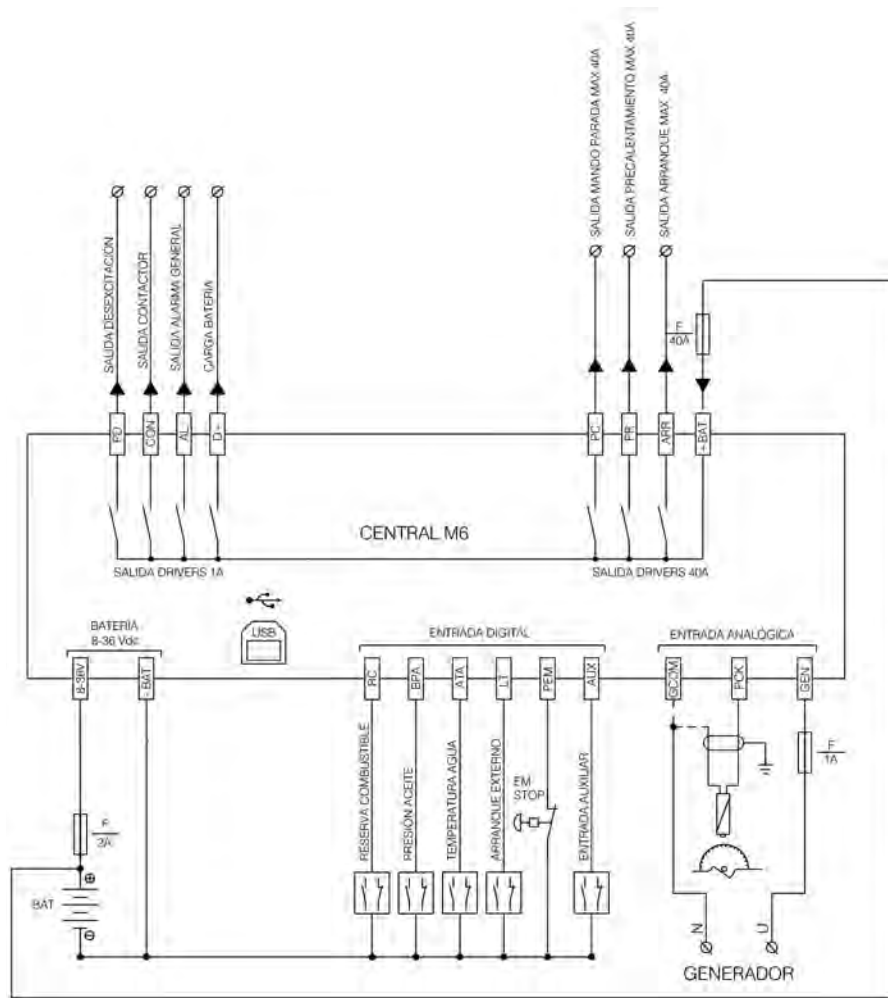 SALIDA DESEXCITACIÓN
SALIDA CONTACTOR
SALIDA ALARMA GENERAL
CARGA BATERÍA
SALIDA MANDO PARADA MAX.40A
SALIDA PRECALENTAMIENTO MAX.40A
SALIDA ARRANQUE MAX. 40A
F
40A
PD
CON
AL
D+
PC
PR
ARR
+BAT
CENTRAL M6
SALIDA DRIVERS 1A
SALIDA DRIVERS 40A
BATERÍA
8-36 Vdc
USB
ENTRADA DIGITAL
ENTRADA ANALÓGICA
8-36V
-BAT
RC
BPA
ATA
LT
PEM
AUX
GCOM
PCK
GEN
RESERVA COMBUSTIBLE
PRESIÓN ACEITE
TEMPERATURA AGUA
ARRANQUE EXTERNO
EM
STOP
ENTRADA AUXILIAR
F
1A
F
3A
BAT
N
U
GENERADOR